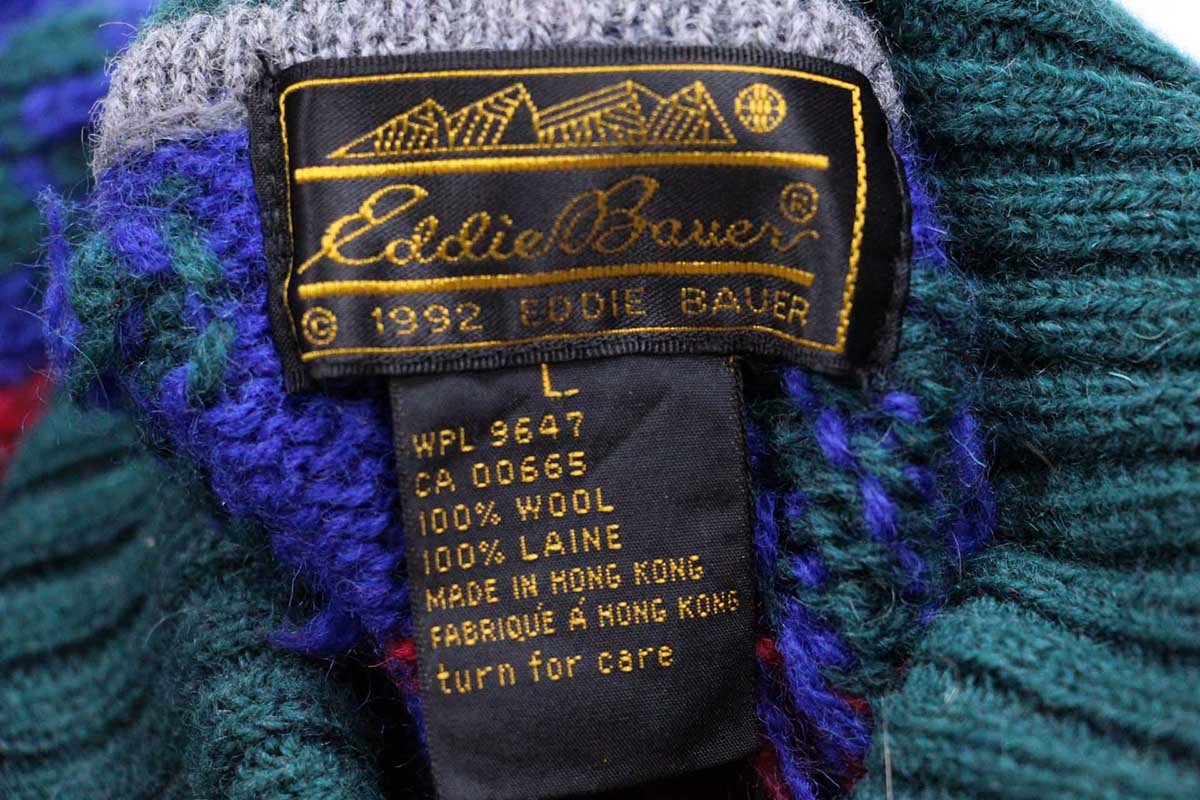 Eddie Bauer®
© 1992 EDDIE BAUER
L
WPL 9647
CA 00665
100% WOOL
100% LAINE
MADE IN HONG KONG
FABRIQUÉ À HONG KONG
turn for care